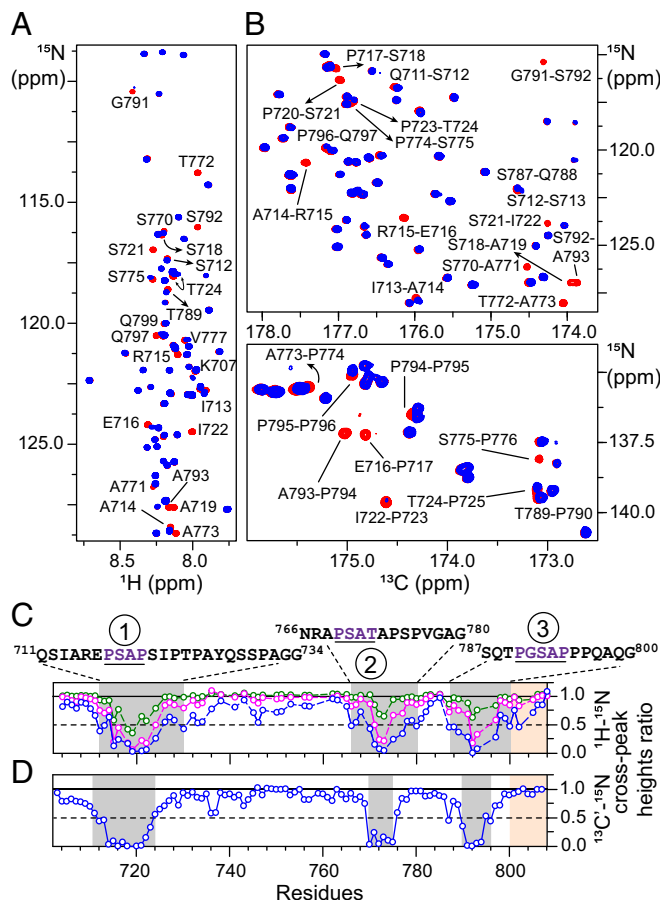 A
B
15N
(ppm)
G791
T772
115.0
S770
S792
S721
S718
S775
S712
T724
T789
120.0
Q799
Q797
V777
R715
K707
I713
E716
I722
125.0
A771
A793
A714
A719
A773
8.5
8.0
1H (ppm)
15N
(ppm)
P717-S718
Q711-S712
G791-S792
P720-S721
P723-T724
P796-Q797
P774-S775
120.0
S787-Q788
S712-S713
A714-R715
R715-E716
S721-I722
S718-A719
S792-
A793
125.0
S770-A771
I713-A714
T772-A773
178.0
177.0
176.0
175.0
174.0
15N
(ppm)
A773-P774
P794-P795
P795-P796
137.5
S775-P776
E716-P717
A793-P794
T724-P725
T789-P790
I722-P723
140.0
175.0
174.0
173.0
13C (ppm)
C
1
2
3
766NRAPSATAPSPVGAG780
711QSIAREPSAPSIPTPAYQSSPAGG734
787SQTPGSAPPPQAQG800
1.0
0.5
0.0
1H-15N
D
1.0
0.5
0.0
13C'-15N
cross-peak
heights ratio
720
740
760
780
800
Residues